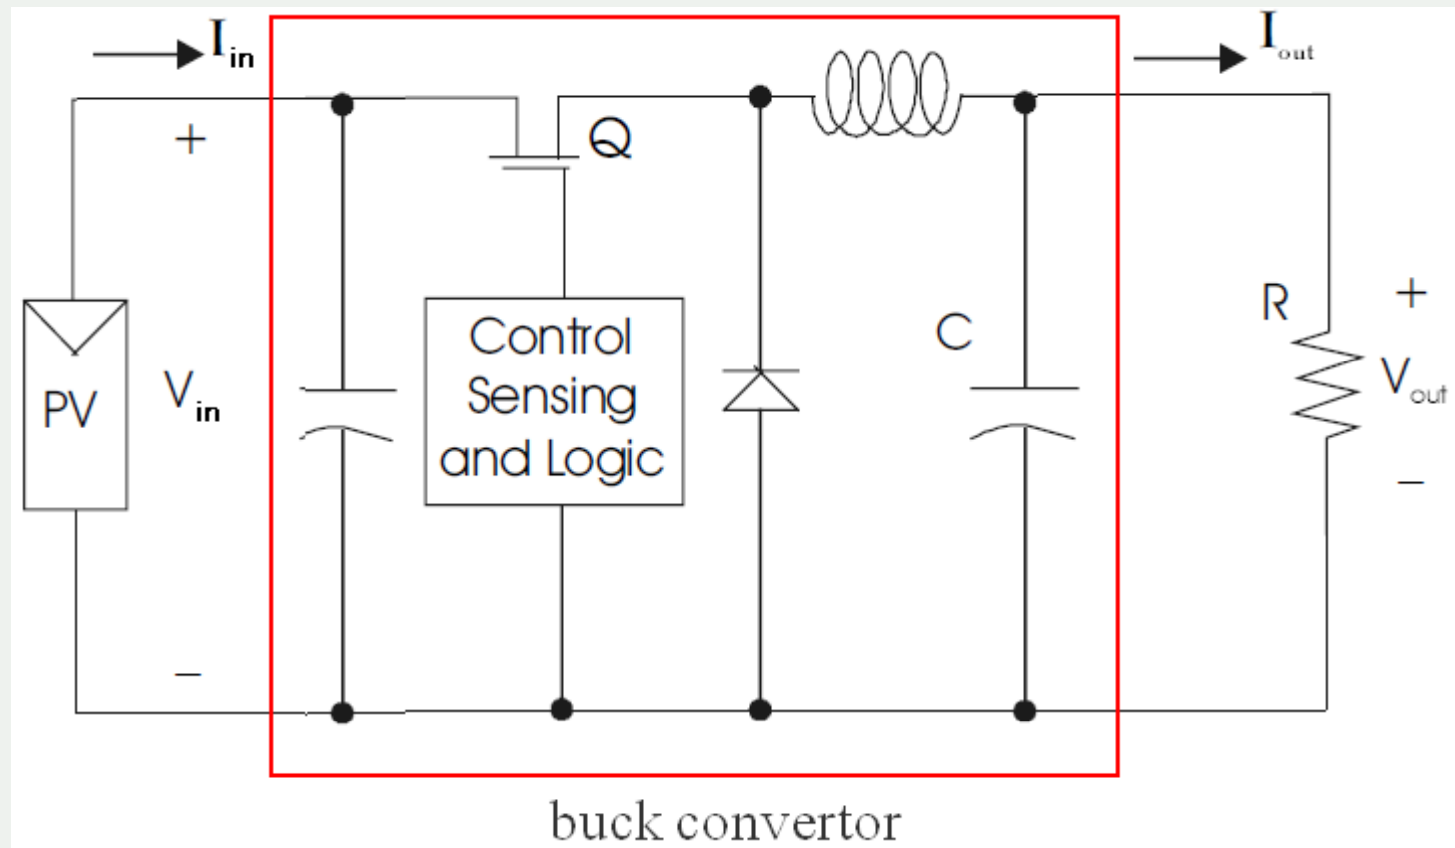 Iin
Iout
+
Q
PV
Vin
Control
Sensing
and Logic
C
R
+
Vout
−
−
buck convertor